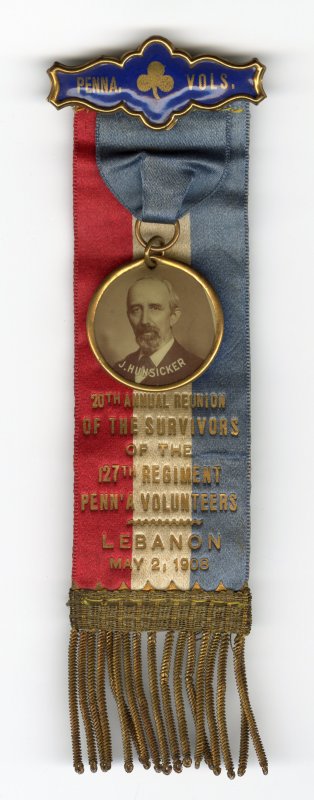 PENNA. VOLS.
J. HUNSICKER
20TH ANNUAL REUNION
OF THE SURVIVORS
OF THE
127TH REGIMENT
PENN'A VOLUNTEERS
LEBANON
MAY 2, 1906